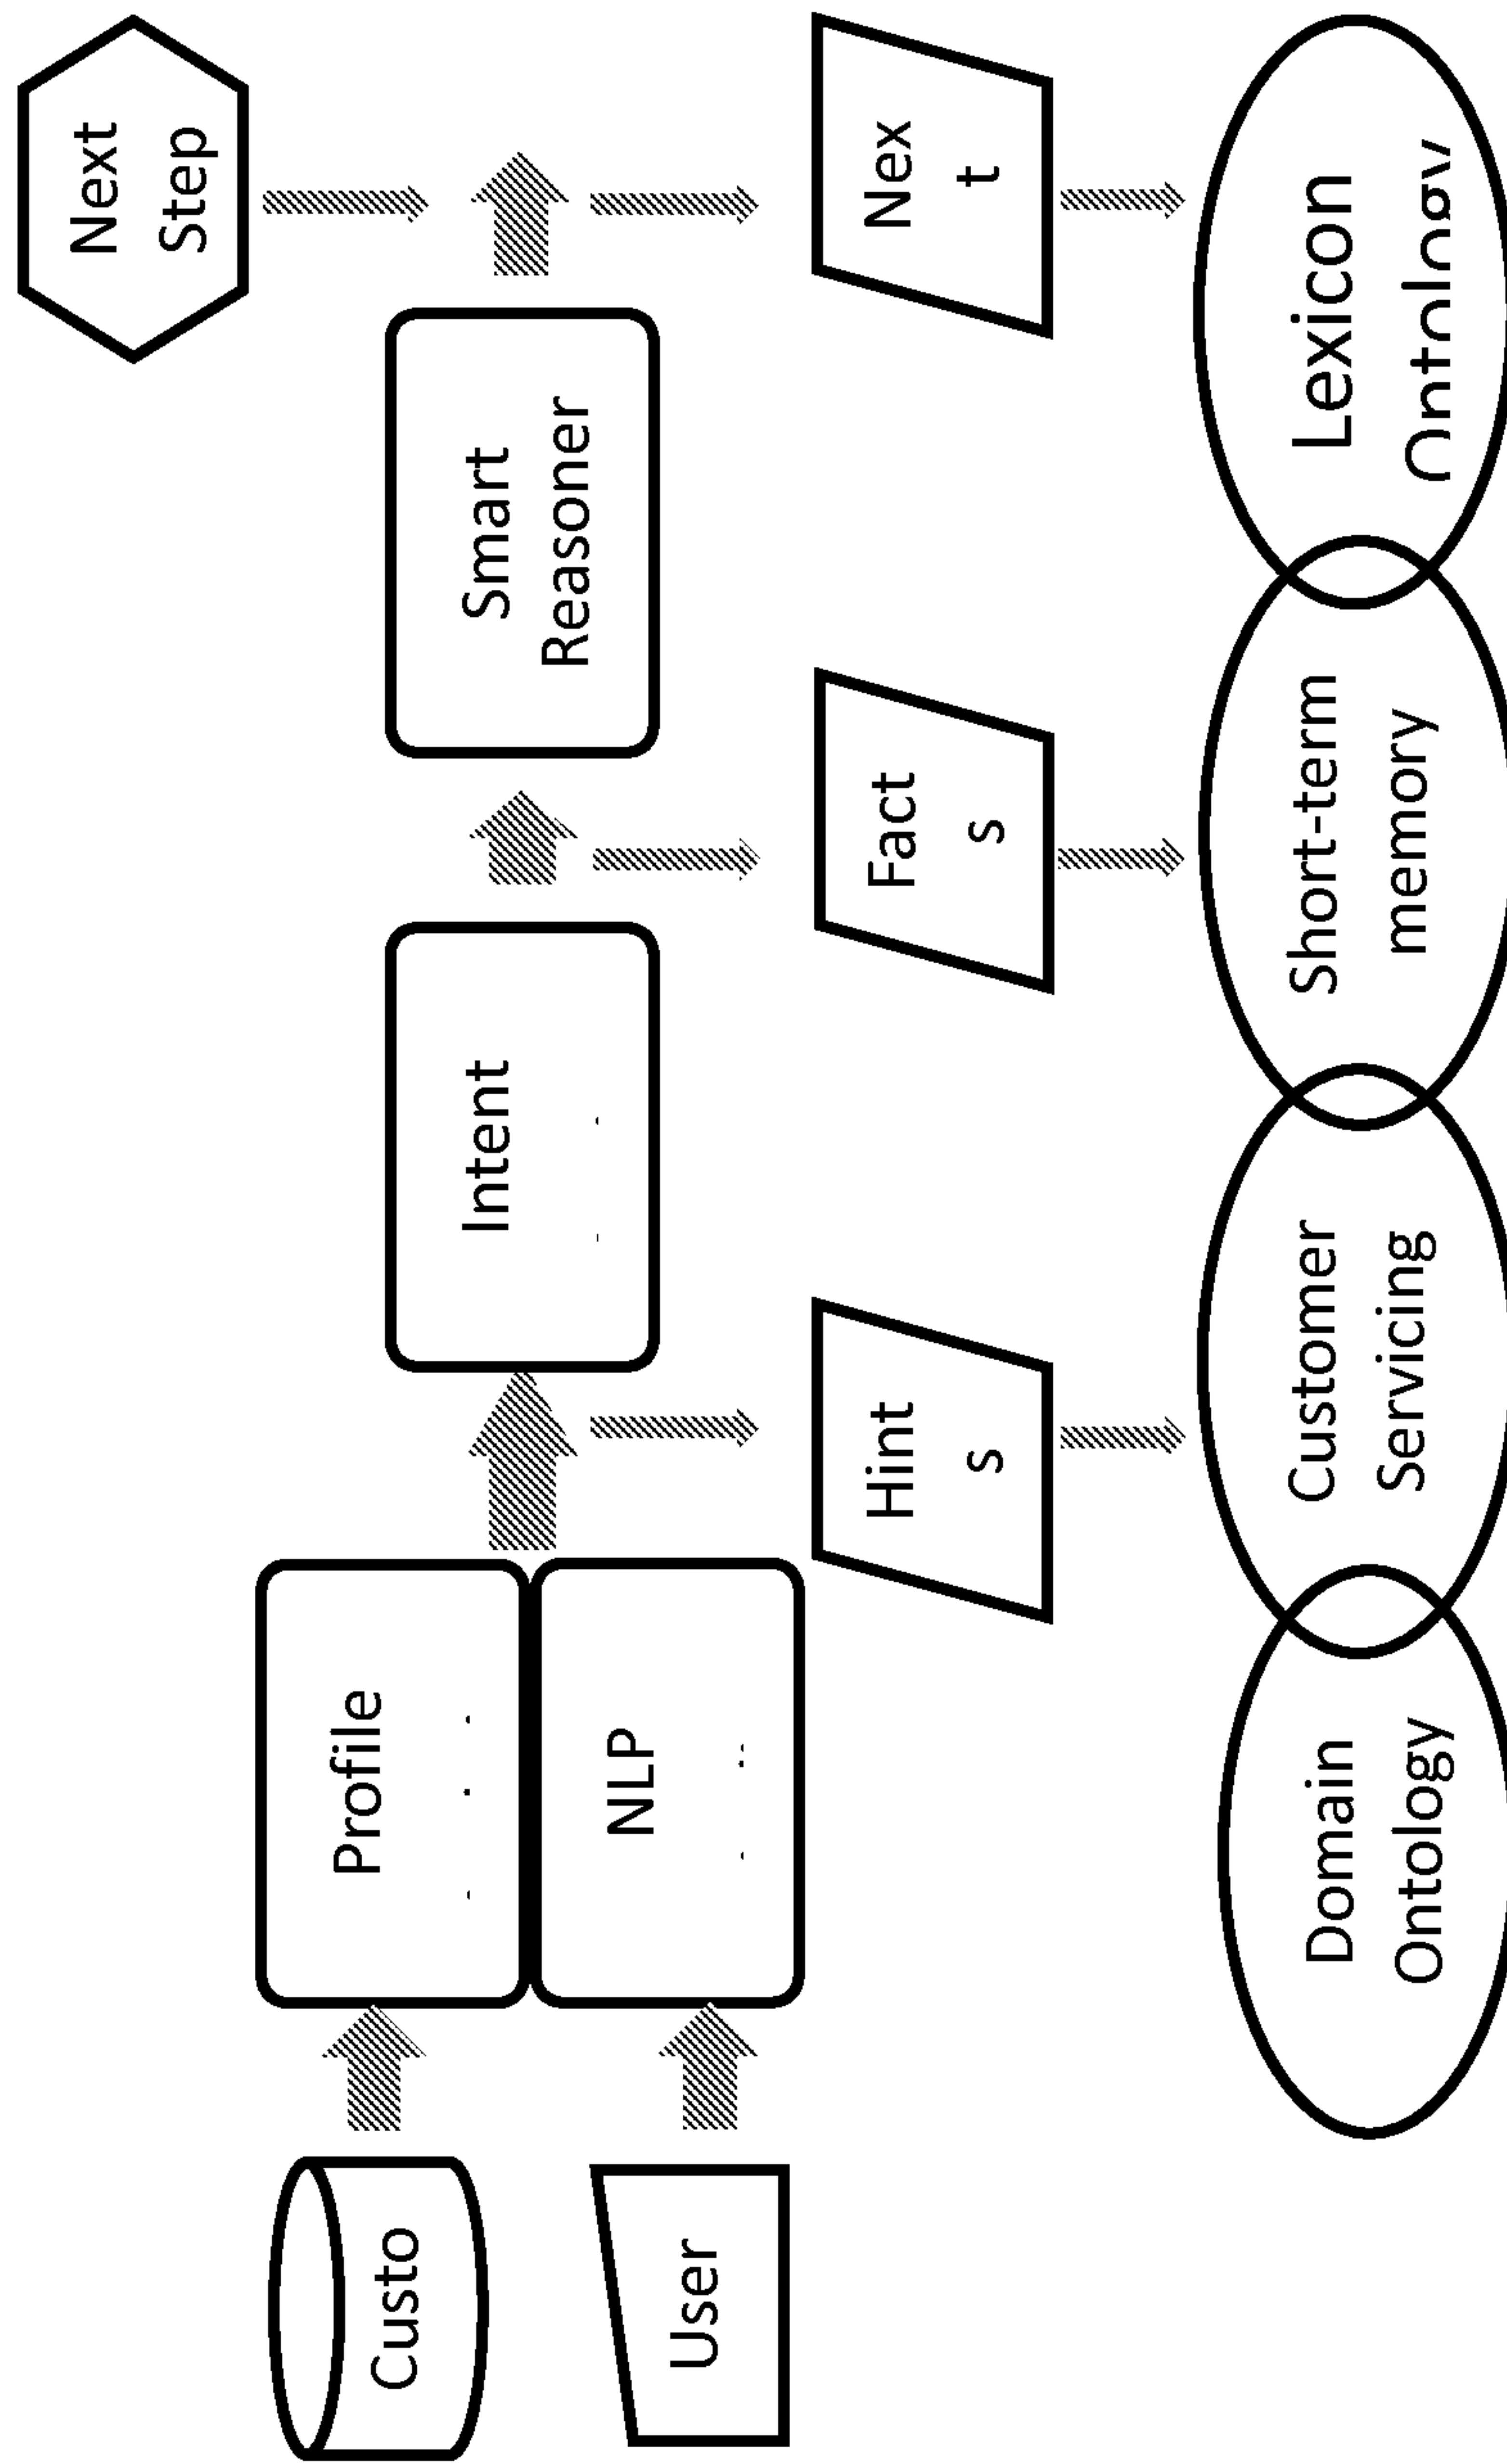 Next
Step
Custo
Profile
Intent
Smart
Reasoner
User
NLP
Hint
s
Fact
s
Nex
t
Domain
Ontology
Customer
Servicing
Short-term
memory
Lexicon
Ontology